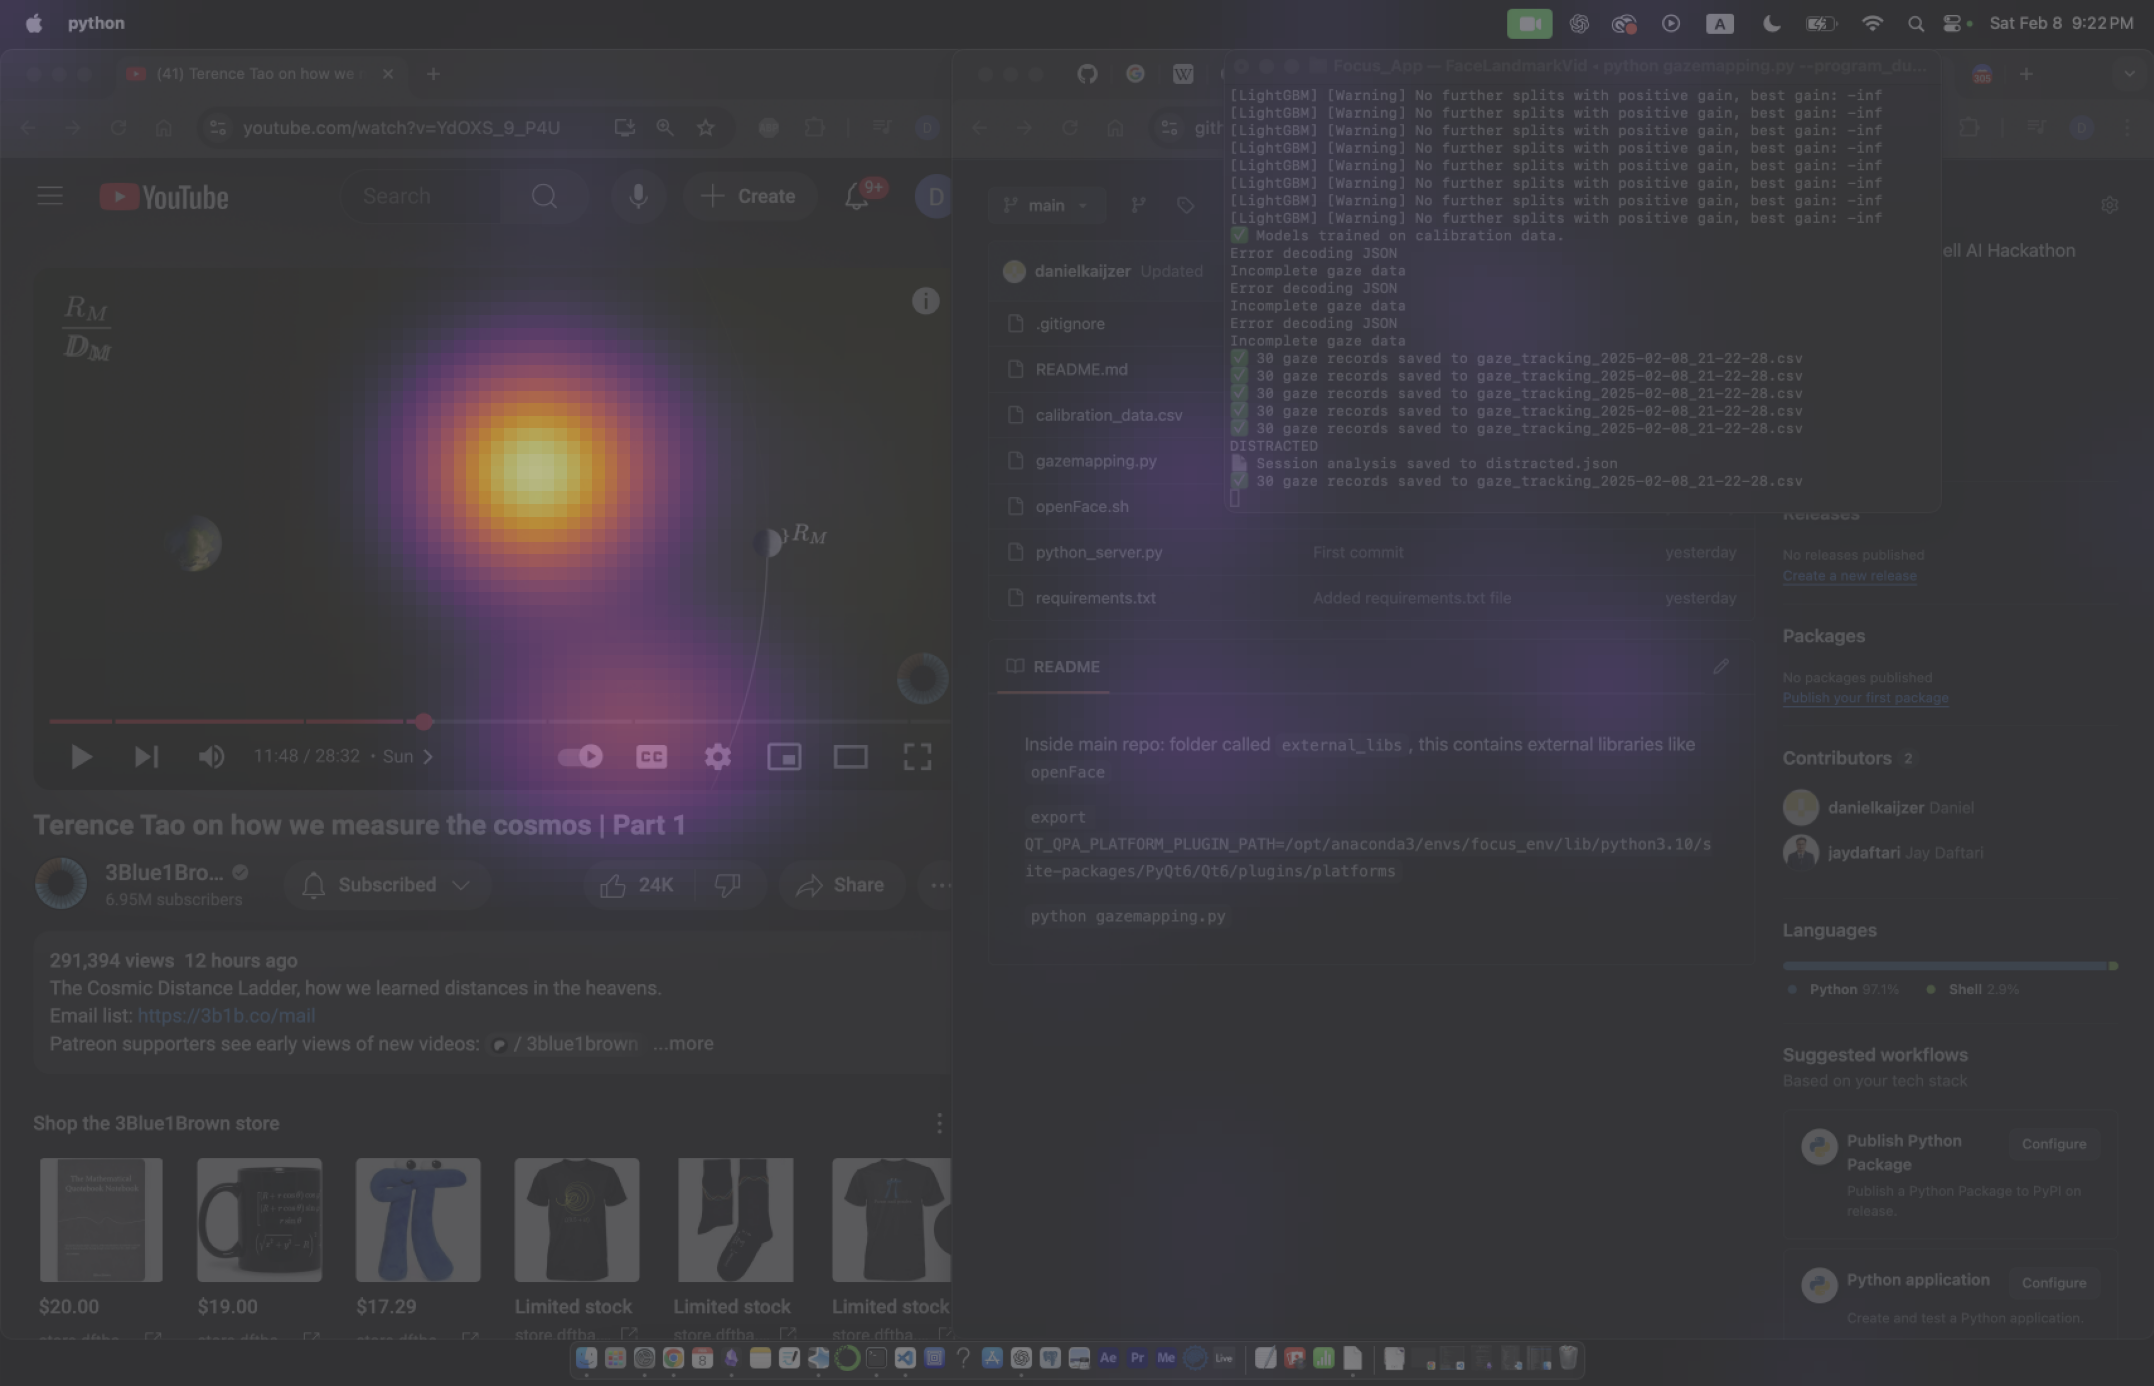 python
Sat Feb 8 9:22 PM
(41) Terence Tao on how we
youtube.com/watch?v=YdOXS_9_P4U
YouTube
Search
Create
9+
D
R_M
D_M
}R_M
11:48 / 28:32 • Sun
CC
Terence Tao on how we measure the cosmos | Part 1
3Blue1Bro...
6.95M subscribers
Subscribed
24K
Share
291,394 views 12 hours ago
The Cosmic Distance Ladder, how we learned distances in the heavens.
Email list: https://3b1b.co/mail
Patreon supporters see early views of new videos: / 3blue1brown ...more
Shop the 3Blue1Brown store
$20.00
$19.00
$17.29
Limited stock
Limited stock
Limited stock
store.dftba
store.dftba
store.dftba
store.dftba
store.dftba
store.dftba
gith
main
danielkaijzer Updated
.gitignore
README.md
calibration_data.csv
gazemapping.py
openFace.sh
python_server.py First commit yesterday
requirements.txt Added requirements.txt file yesterday
README
Inside main repo: folder called external_libs , this contains external libraries like
openFace
export
QT_QPA_PLATFORM_PLUGIN_PATH=/opt/anaconda3/envs/focus_env/lib/python3.10/s
ite-packages/PyQt6/Qt6/plugins/platforms
python gazemapping.py
Focus_App — FaceLandmarkVid • python gazemapping.py --program_du...
[LightGBM] [Warning] No further splits with positive gain, best gain: -inf
[LightGBM] [Warning] No further splits with positive gain, best gain: -inf
[LightGBM] [Warning] No further splits with positive gain, best gain: -inf
[LightGBM] [Warning] No further splits with positive gain, best gain: -inf
[LightGBM] [Warning] No further splits with positive gain, best gain: -inf
[LightGBM] [Warning] No further splits with positive gain, best gain: -inf
[LightGBM] [Warning] No further splits with positive gain, best gain: -inf
[LightGBM] [Warning] No further splits with positive gain, best gain: -inf
✅ Models trained on calibration data.
Error decoding JSON
Incomplete gaze data
Error decoding JSON
Incomplete gaze data
Error decoding JSON
Incomplete gaze data
✅ 30 gaze records saved to gaze_tracking_2025-02-08_21-22-28.csv
✅ 30 gaze records saved to gaze_tracking_2025-02-08_21-22-28.csv
✅ 30 gaze records saved to gaze_tracking_2025-02-08_21-22-28.csv
✅ 30 gaze records saved to gaze_tracking_2025-02-08_21-22-28.csv
✅ 30 gaze records saved to gaze_tracking_2025-02-08_21-22-28.csv
DISTRACTED
Session analysis saved to distracted.json
✅ 30 gaze records saved to gaze_tracking_2025-02-08_21-22-28.csv
ell AI Hackathon
Releases
No releases published
Create a new release
Packages
No packages published
Publish your first package
Contributors 2
danielkaijzer Daniel
jaydaftari Jay Daftari
Languages
Python 97.1% Shell 2.9%
Suggested workflows
Based on your tech stack
Publish Python
Package
Configure
Publish a Python Package to PyPI on
release.
Python application
Configure
Create and test a Python application.
8
Ae
Pr
Me
Live